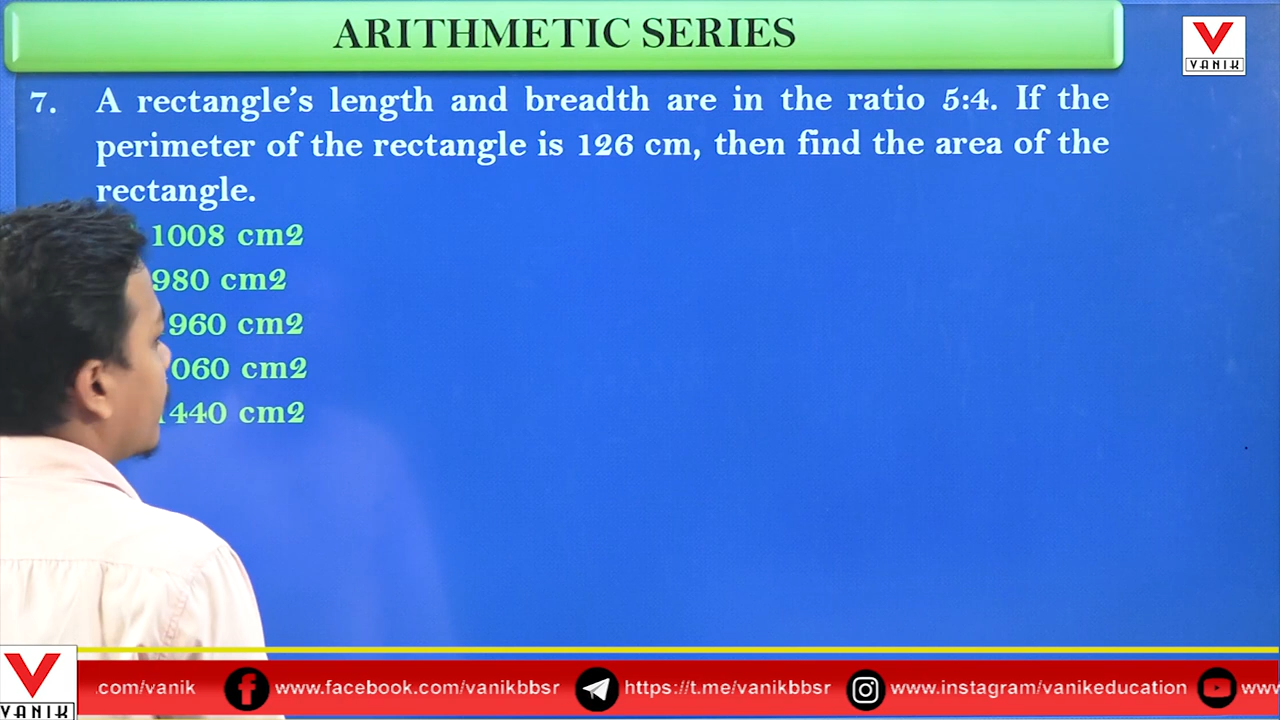 ARITHMETIC SERIES
VANIK
7. A rectangle's length and breadth are in the ratio 5:4. If the
perimeter of the rectangle is 126 cm, then find the area of the
rectangle.
1008 cm2
980 cm2
960 cm2
060 cm2
1440 cm2
VANIK
.com/vanik
www.facebook.com/vanikbbsr
https://t.me/vanikbbsr
www.instagram/vanikeducation
www